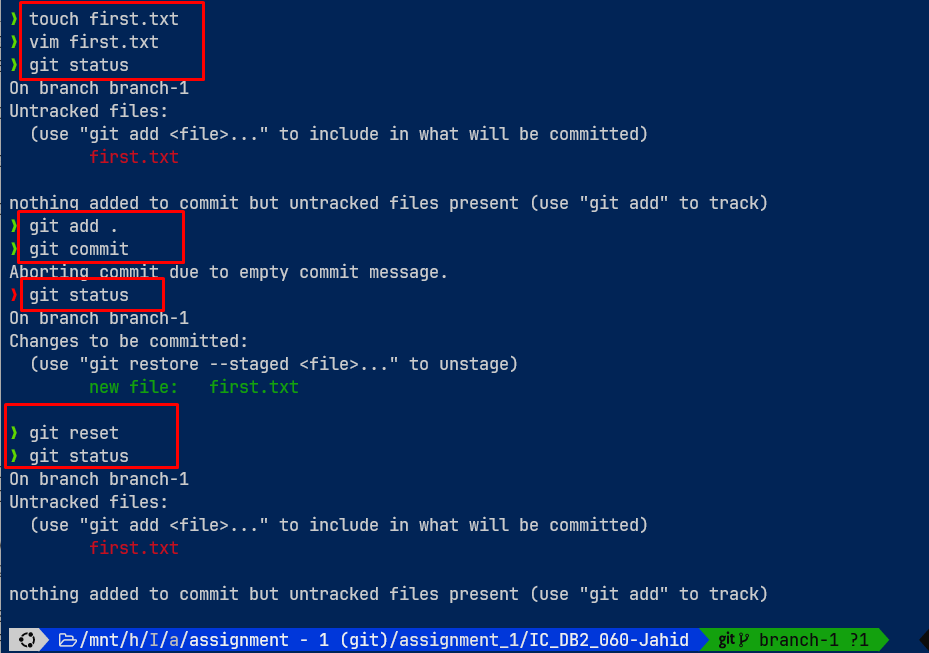 ❯ touch first.txt
❯ vim first.txt
❯ git status
On branch branch-1
Untracked files:
  (use "git add <file>..." to include in what will be committed)
        first.txt

nothing added to commit but untracked files present (use "git add" to track)
❯ git add .
❯ git commit
Aborting commit due to empty commit message.
❯ git status
On branch branch-1
Changes to be committed:
  (use "git restore --staged <file>..." to unstage)
        new file:   first.txt

❯ git reset
❯ git status
On branch branch-1
Untracked files:
  (use "git add <file>..." to include in what will be committed)
        first.txt

nothing added to commit but untracked files present (use "git add" to track)
/mnt/h/I/a/assignment - 1 (git)/assignment_1/IC_DB2_060-Jahid git branch-1 ?1